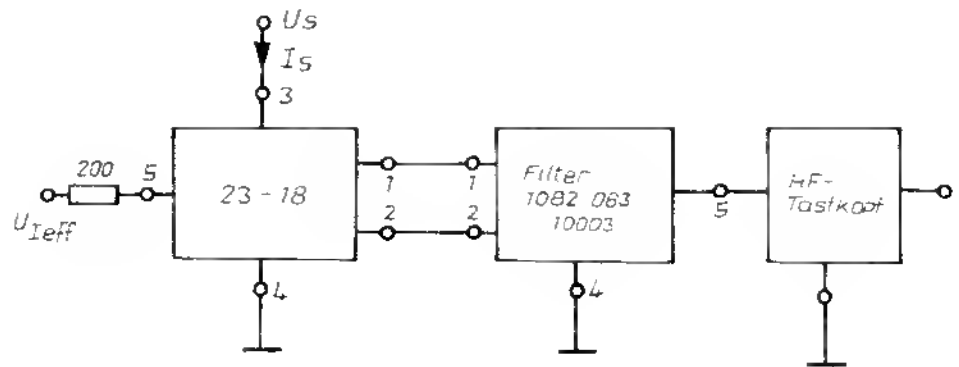 Us
Is
3
200
5
U_Ieff
23-18
1
1
2
2
4
Filter
1082 063
10003
4
5
HF-
Tastkopf